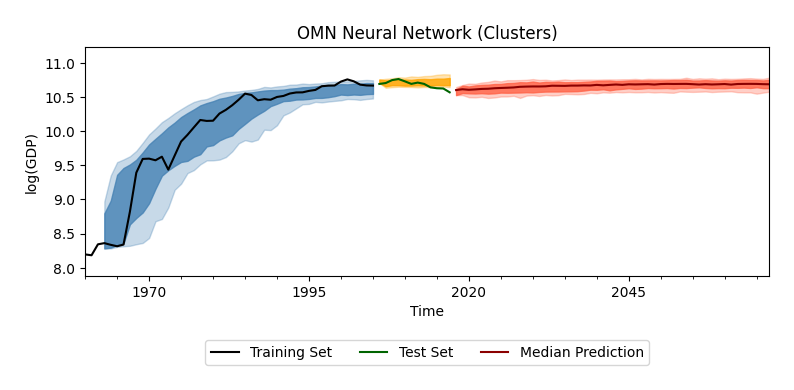 OMN Neural Network (Clusters)
11.0
10.5
10.0
9.5
9.0
8.5
8.0
log(GDP)
1970
1995
2020
2045
Time
Training Set
Test Set
Median Prediction